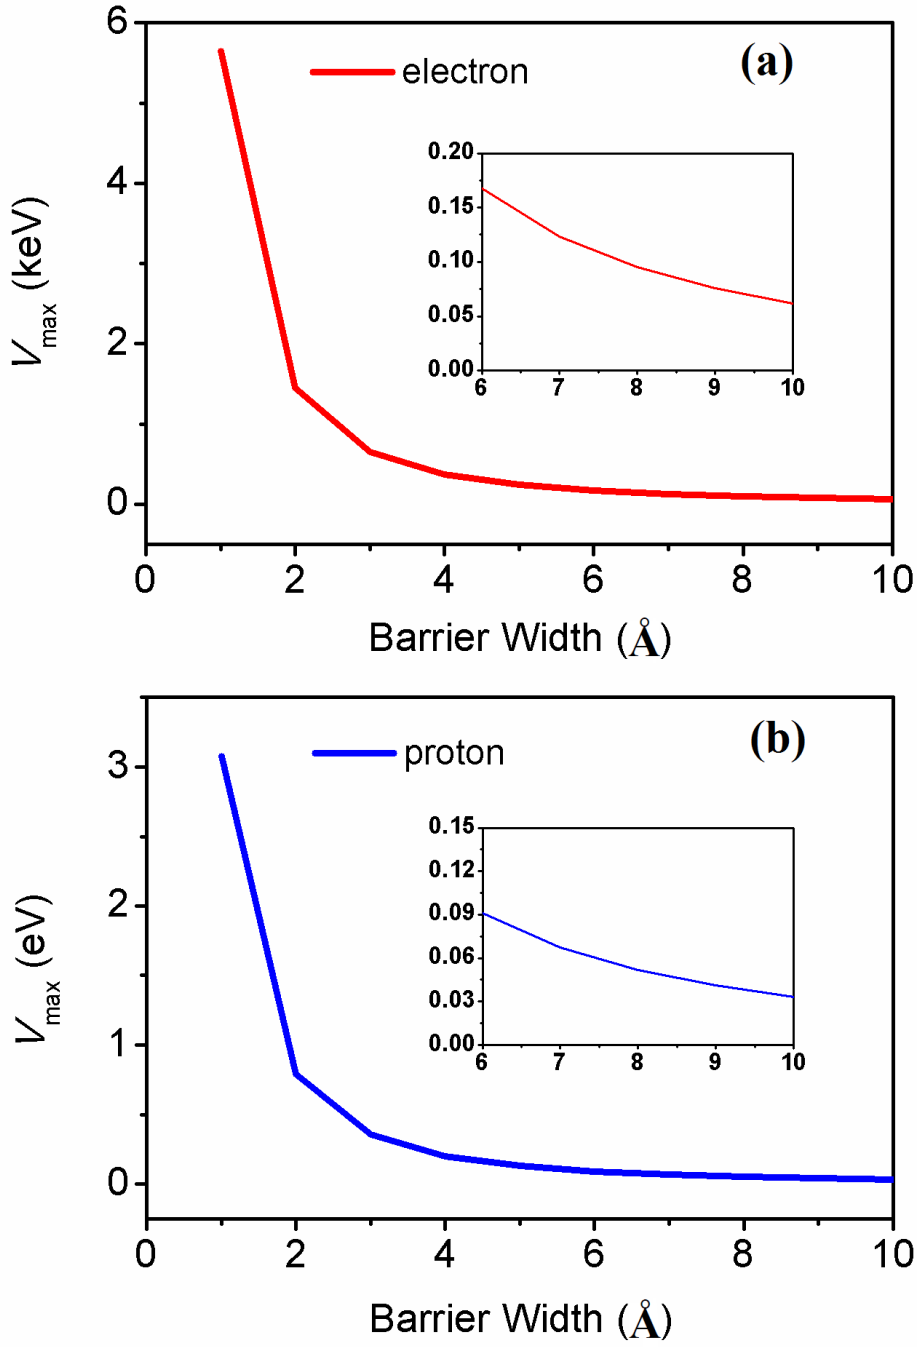 (a)
electron
6
4
2
0
V max (keV)
0.20
0.15
0.10
0.05
0.00
6 7 8 9 10
0 2 4 6 8 10
Barrier Width (Å)
(b)
proton
3
2
1
0
V max (eV)
0.15
0.12
0.09
0.06
0.03
0.00
6 7 8 9 10
0 2 4 6 8 10
Barrier Width (Å)